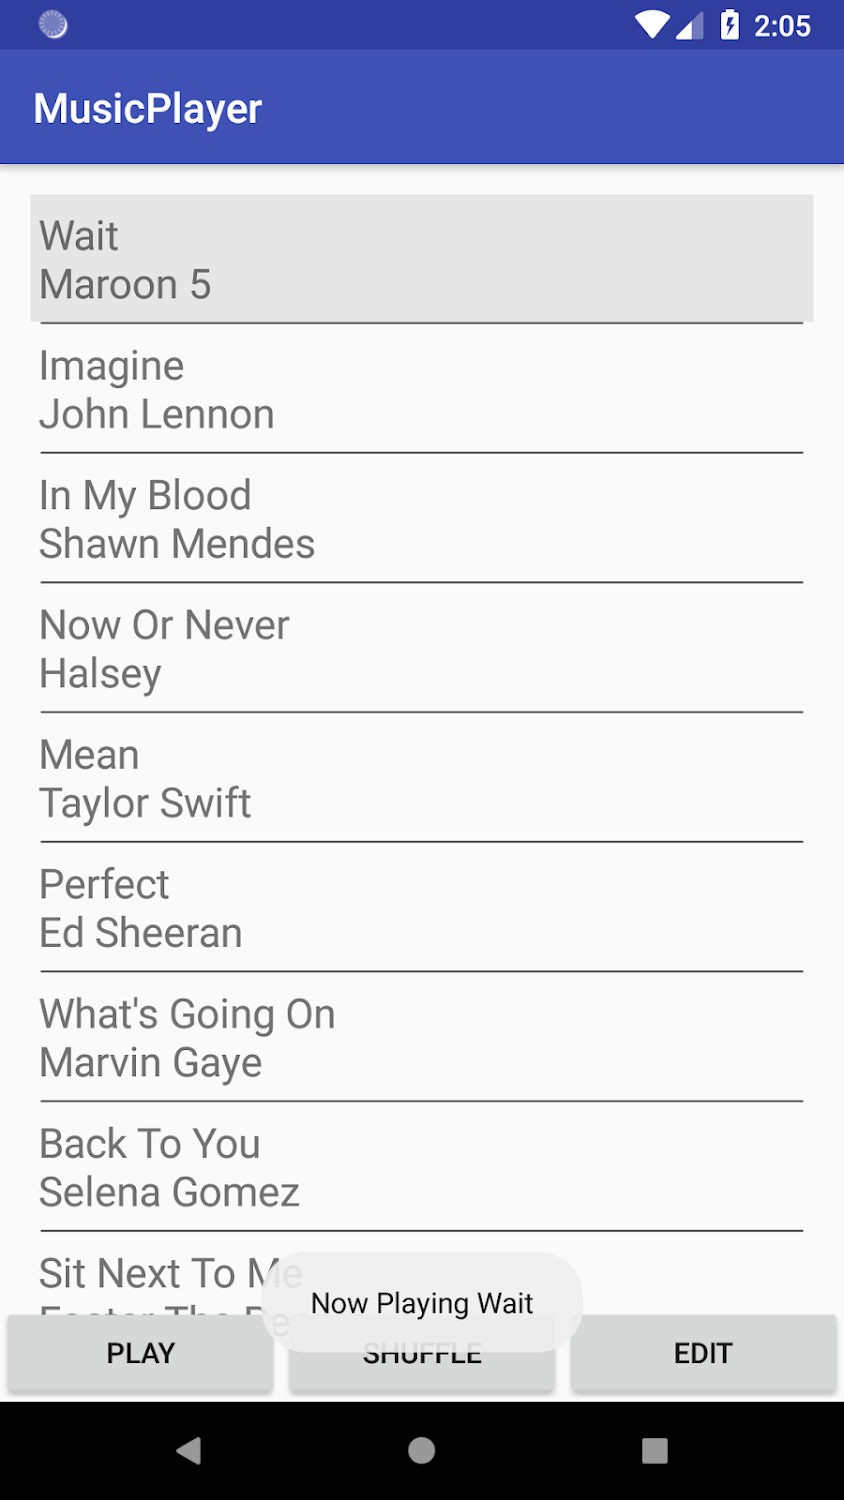 2:05
MusicPlayer
Wait
Maroon 5
Imagine
John Lennon
In My Blood
Shawn Mendes
Now Or Never
Halsey
Mean
Taylor Swift
Perfect
Ed Sheeran
What's Going On
Marvin Gaye
Back To You
Selena Gomez
Sit Next To Me
Now Playing Wait
PLAY
SHUFFLE
EDIT